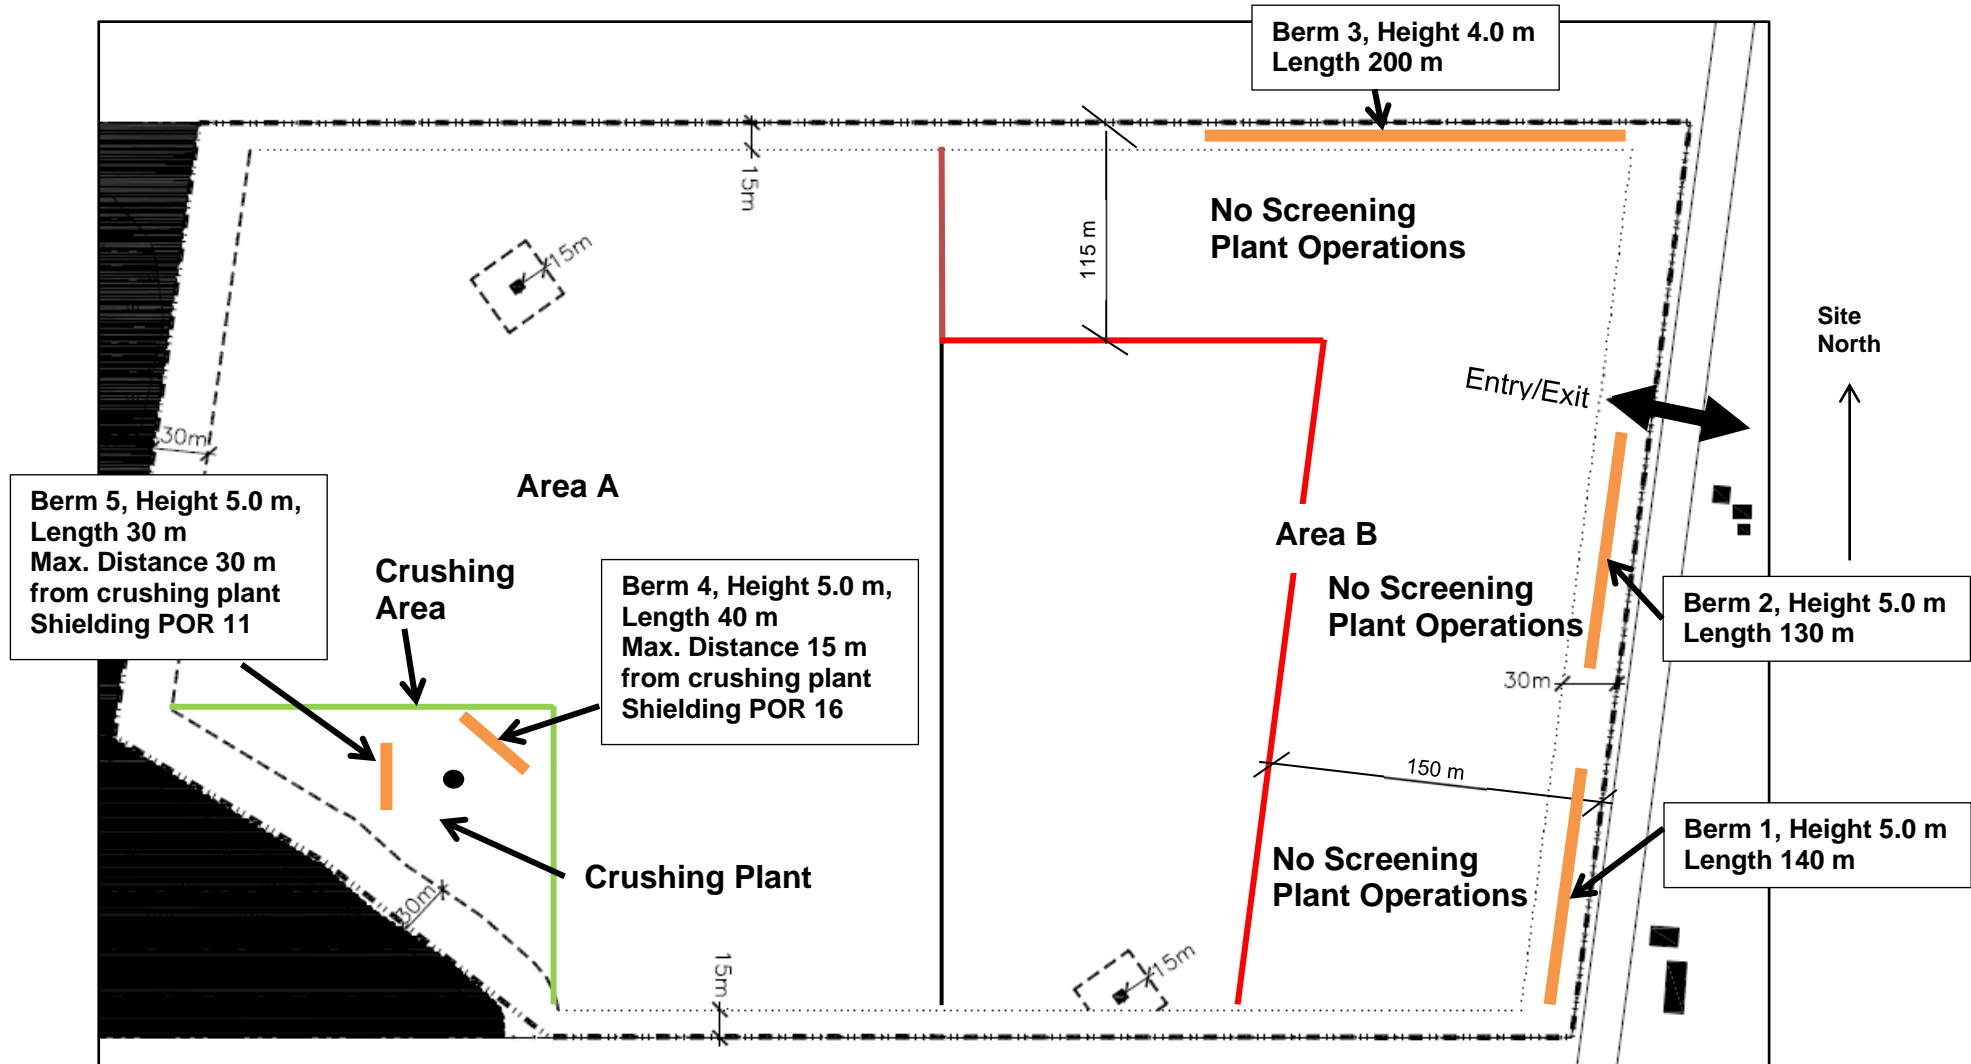 Berm 3, Height 4.0 m
Length 200 m
15m
115 m
No Screening
Plant Operations
15m
Site
North
Entry/Exit
30m
Area A
Berm 5, Height 5.0 m,
Length 30 m
Max. Distance 30 m
from crushing plant
Shielding POR 11
Crushing
Area
Berm 4, Height 5.0 m,
Length 40 m
Max. Distance 15 m
from crushing plant
Shielding POR 16
Area B
No Screening
Plant Operations
Berm 2, Height 5.0 m
Length 130 m
30m
150 m
Berm 1, Height 5.0 m
Length 140 m
No Screening
Plant Operations
Crushing Plant
30m
15m
15m